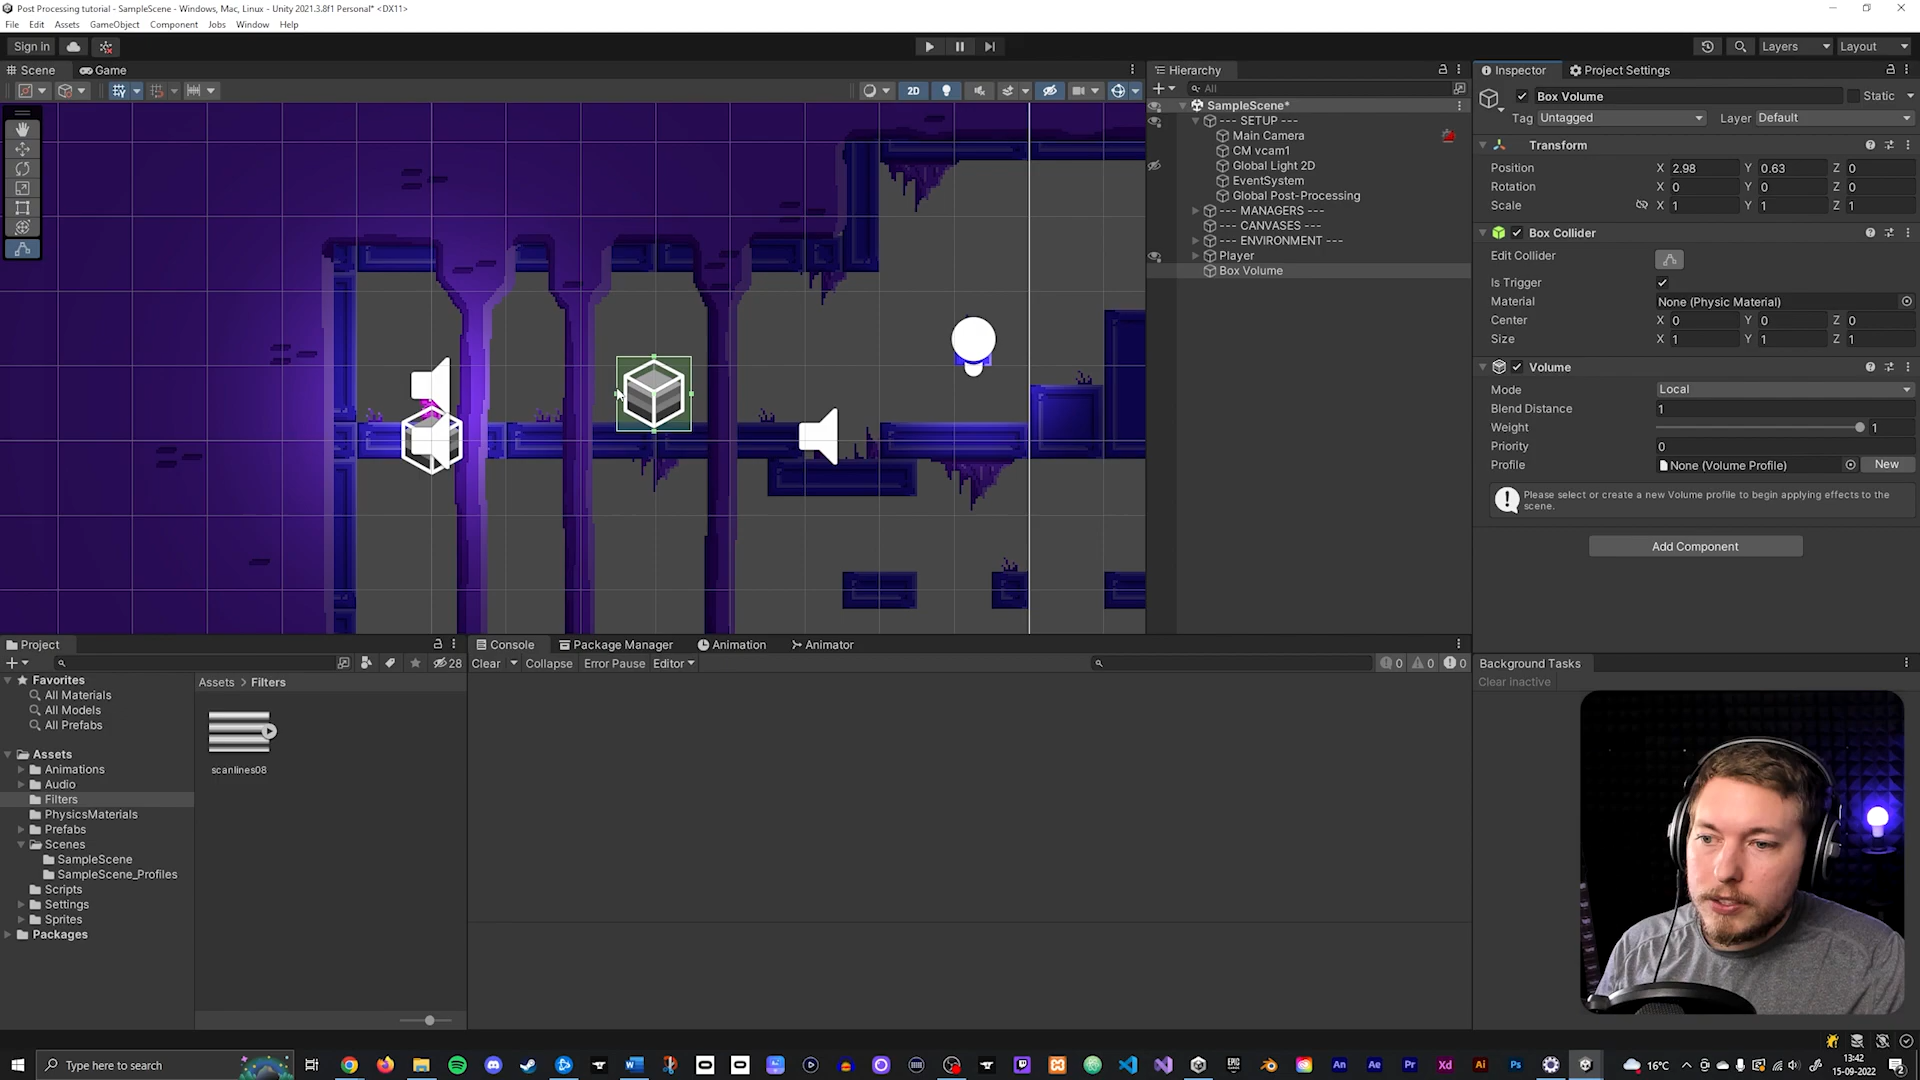 Post Processing tutorial - SampleScene - Windows, Mac, Linux - Unity 2021.3.8f1 Personal* <DX11>
File Edit Assets GameObject Component Jobs Window Help
Sign in
Layers
Layout
Scene
Game
2D
Hierarchy
All
SampleScene*
--- SETUP ---
Main Camera
CM vcam1
Global Light 2D
EventSystem
Global Post-Processing
--- MANAGERS ---
--- CANVASES ---
--- ENVIRONMENT ---
Player
Box Volume
Inspector
Project Settings
Box Volume
Static
Tag Untagged
Layer Default
Transform
Position X 2.98 Y 0.63 Z 0
Rotation X 0 Y 0 Z 0
Scale X 1 Y 1 Z 1
Box Collider
Edit Collider
Is Trigger
Material None (Physic Material)
Center X 0 Y 0 Z 0
Size X 1 Y 1 Z 1
Volume
Mode Local
Blend Distance 1
Weight 1
Priority 0
Profile None (Volume Profile) New
Please select or create a new Volume profile to begin applying effects to the
scene.
Add Component
Project
28
Favorites
All Materials
All Models
All Prefabs
Assets
Animations
Audio
Filters
PhysicsMaterials
Prefabs
Scenes
SampleScene
SampleScene_Profiles
Scripts
Settings
Sprites
Packages
Assets > Filters
scanlines08
Console
Package Manager
Animation
Animator
Clear Collapse Error Pause Editor
0 0 0
Background Tasks
Clear inactive
Type here to search
16°C
13:42
15-09-2022